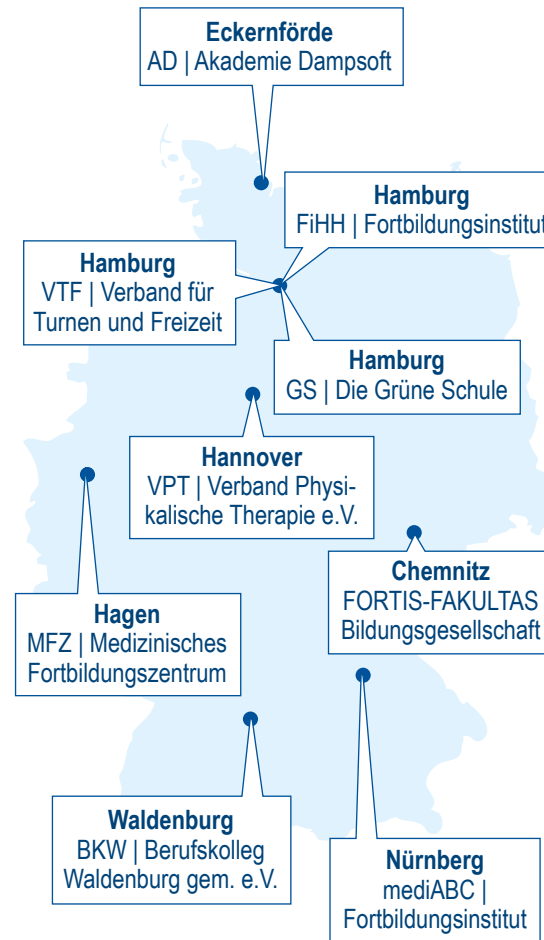 Eckernförde
AD | Akademie Dampsoft
Hamburg
FiHH | Fortbildungsinstitut
Hamburg
VTF | Verband für
Turnen und Freizeit
Hamburg
GS | Die Grüne Schule
Hannover
VPT | Verband Physi-
kalische Therapie e.V.
Chemnitz
FORTIS-FAKULTAS
Bildungsgesellschaft
Hagen
MFZ | Medizinisches
Fortbildungszentrum
Waldenburg
BKW | Berufskolleg
Waldenburg gem. e.V.
Nürnberg
mediABC |
Fortbildungsinstitut